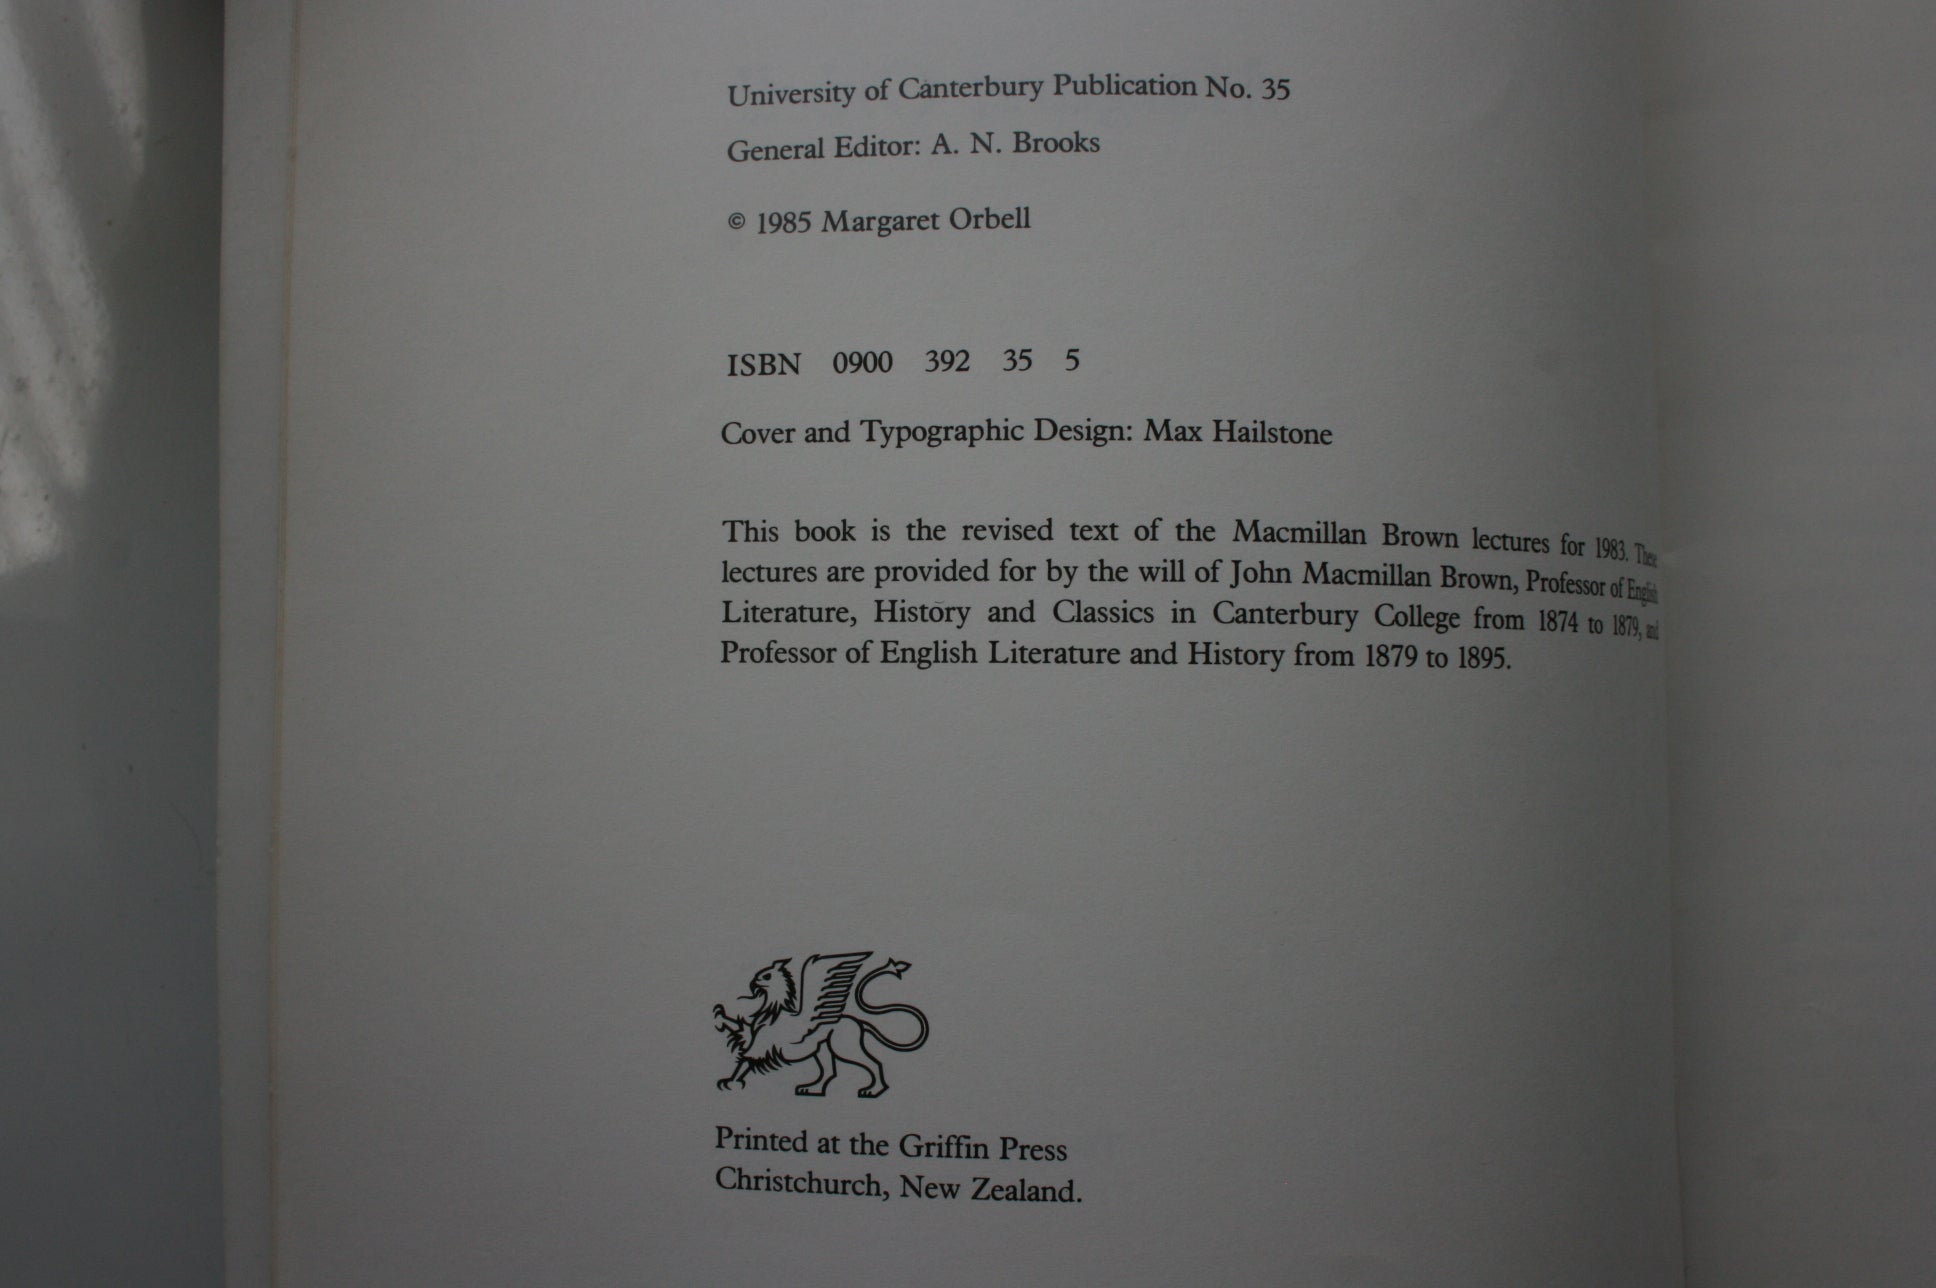 University of Canterbury Publication No. 35
General Editor: A. N. Brooks
© 1985 Margaret Orbell
ISBN 0900 392 35 5
Cover and Typographic Design: Max Hailstone
This book is the revised text of the Macmillan Brown lectures for 1983. These
lectures are provided for by the will of John Macmillan Brown, Professor of English
Literature, History and Classics in Canterbury College from 1874 to 1879, and
Professor of English Literature and History from 1879 to 1895.
Printed at the Griffin Press
Christchurch, New Zealand.